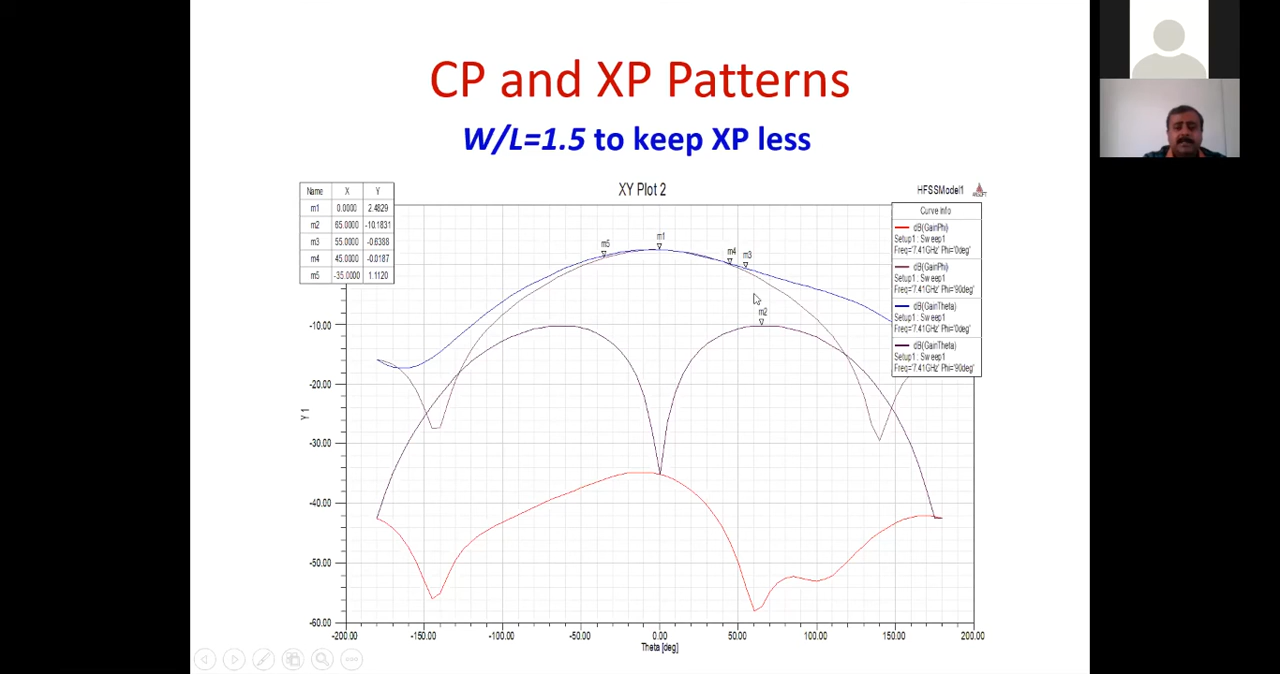 CP and XP Patterns
W/L=1.5 to keep XP less
XY Plot 2
HFSSModel1
Name X Y
m1 0.0000 2.4829
m2 65.0000 -10.1831
m3 55.0000 -0.6388
m4 45.0000 -0.0187
m5 -35.0000 1.1120
Curve Info
dB(GainPhi)
Setup1 : Sweep1
Freq='7.41GHz' Phi='0deg'
dB(GainPhi)
Setup1 : Sweep1
Freq='7.41GHz' Phi='90deg'
dB(GainTheta)
Setup1 : Sweep1
Freq='7.41GHz' Phi='0deg'
dB(GainTheta)
Setup1 : Sweep1
Freq='7.41GHz' Phi='90deg'
m5
m1
m4
m3
m2
-10.00
-20.00
-30.00
-40.00
-50.00
-60.00
Y1
-200.00 -150.00 -100.00 -50.00 0.00 50.00 100.00 150.00 200.00
Theta [deg]